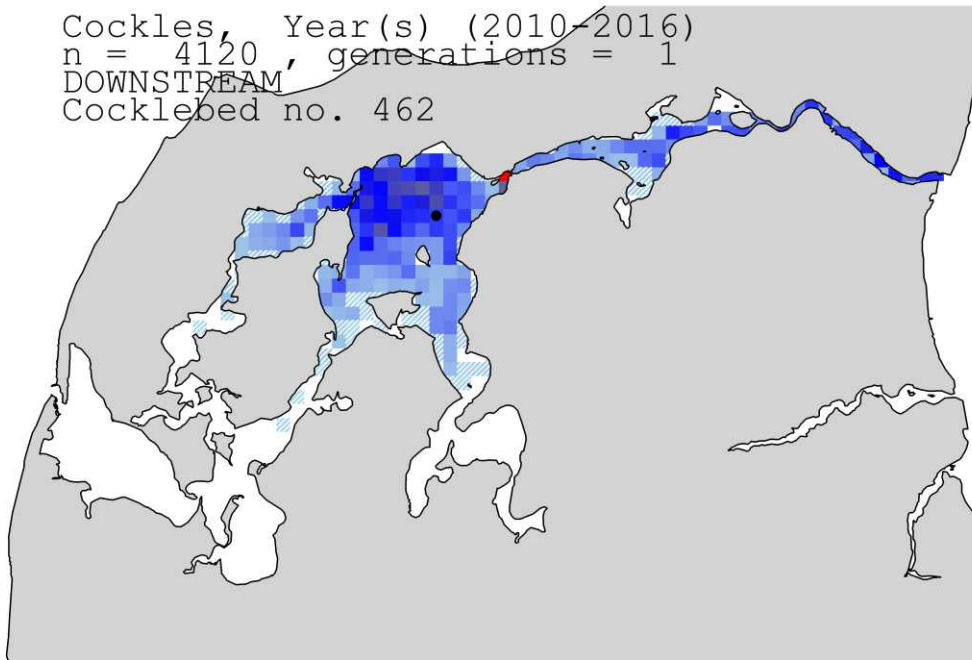 Cockles, Year(s) (2010-2016)
n = 4120 , generations = 1
DOWNSTREAM
Cocklebed no. 462